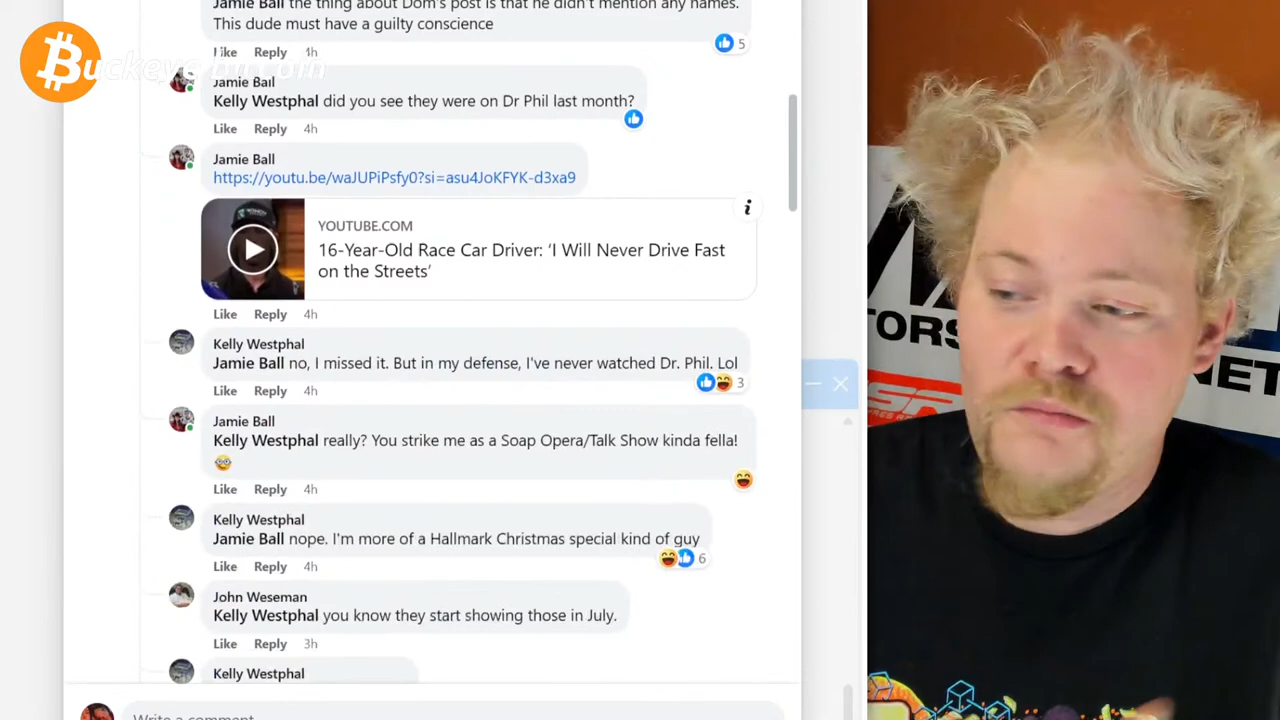 Jamie Ball the thing about Dom's post is that he didn't mention any names.
This dude must have a guilty conscience
Like Reply 4h
5
Buckeye bitcoin
Jamie Ball
Kelly Westphal did you see they were on Dr Phil last month?
Like Reply 4h
Jamie Ball
https://youtu.be/waJUPiPsfy0?si=asu4JoKFYK-d3xa9
YOUTUBE.COM
16-Year-Old Race Car Driver: 'I Will Never Drive Fast
on the Streets'
Like Reply 4h
Kelly Westphal
Jamie Ball no, I missed it. But in my defense, I've never watched Dr. Phil. Lol
3
Like Reply 4h
Jamie Ball
Kelly Westphal really? You strike me as a Soap Opera/Talk Show kinda fella!
Like Reply 4h
Kelly Westphal
Jamie Ball nope. I'm more of a Hallmark Christmas special kind of guy
6
Like Reply 4h
John Weseman
Kelly Westphal you know they start showing those in July.
Like Reply 3h
Kelly Westphal
Write a comment
TORS
NET